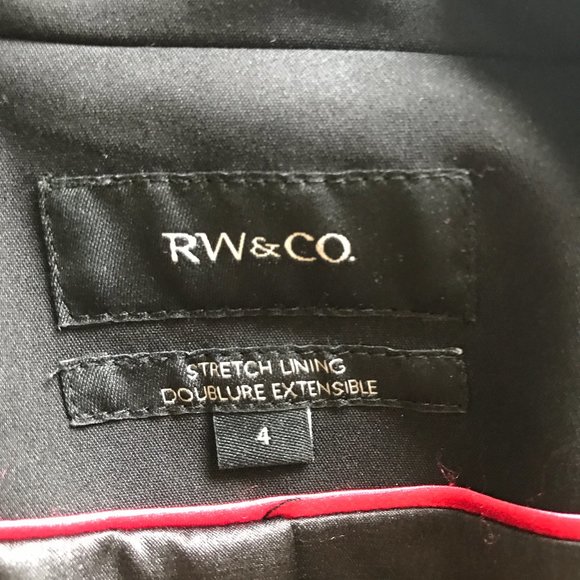 RW&CO.
STRETCH LINING
DOUBLURE EXTENSIBLE
4